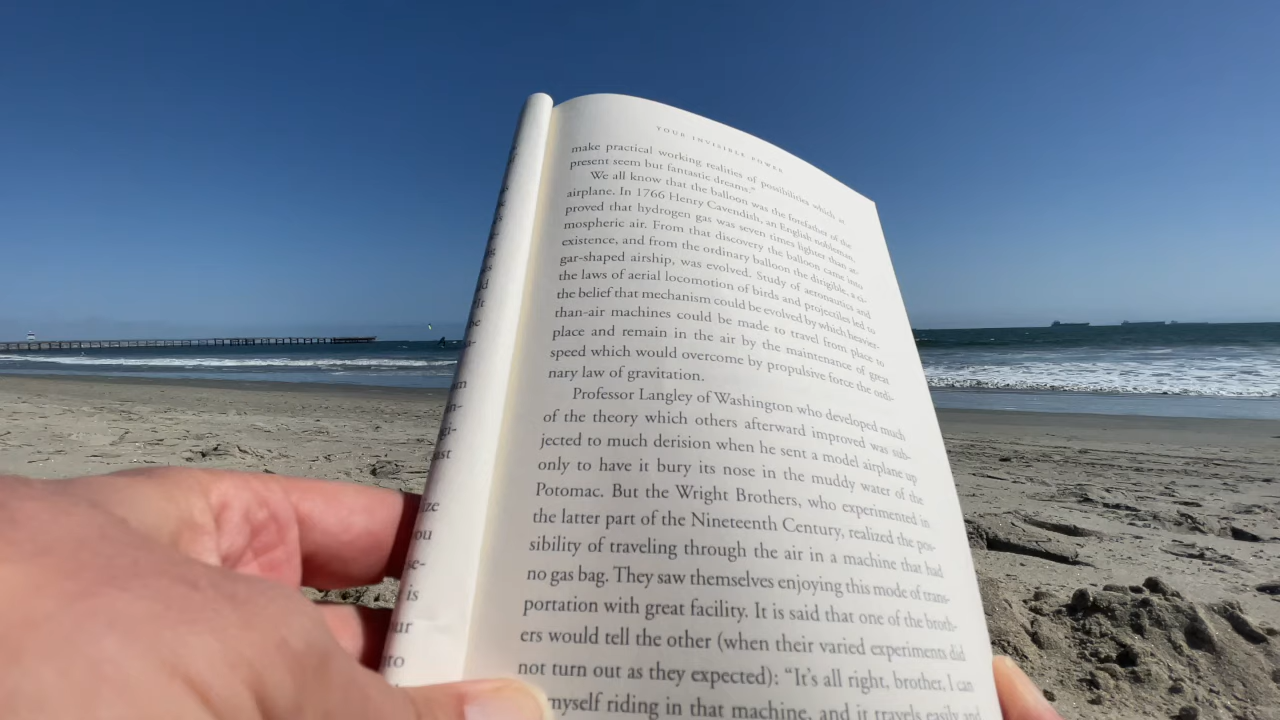 YOUR INVISIBLE POWER
make practical working realities of possibilities which at
present seem but fantastic dreams."
We all know that the balloon was the forefather of the
airplane. In 1766 Henry Cavendish, an English nobleman,
proved that hydrogen gas was seven times lighter than at-
mospheric air. From that discovery the balloon came into
existence, and from the ordinary balloon the dirigible, a ci-
gar-shaped airship, was evolved. Study of aeronautics and
the laws of aerial locomotion of birds and projectiles led to
the belief that mechanism could be evolved by which heavier-
than-air machines could be made to travel from place to
place and remain in the air by the maintenance of great
speed which would overcome by propulsive force the ordi-
nary law of gravitation.
Professor Langley of Washington who developed much
of the theory which others afterward improved was sub-
jected to much derision when he sent a model airplane up
only to have it bury its nose in the muddy water of the
Potomac. But the Wright Brothers, who experimented in
the latter part of the Nineteenth Century, realized the pos-
sibility of traveling through the air in a machine that had
no gas bag. They saw themselves enjoying this mode of trans-
portation with great facility. It is said that one of the broth-
ers would tell the other (when their varied experiments did
not turn out as they expected): "It's all right, brother, I can
myself riding in that machine, and it travels easily and